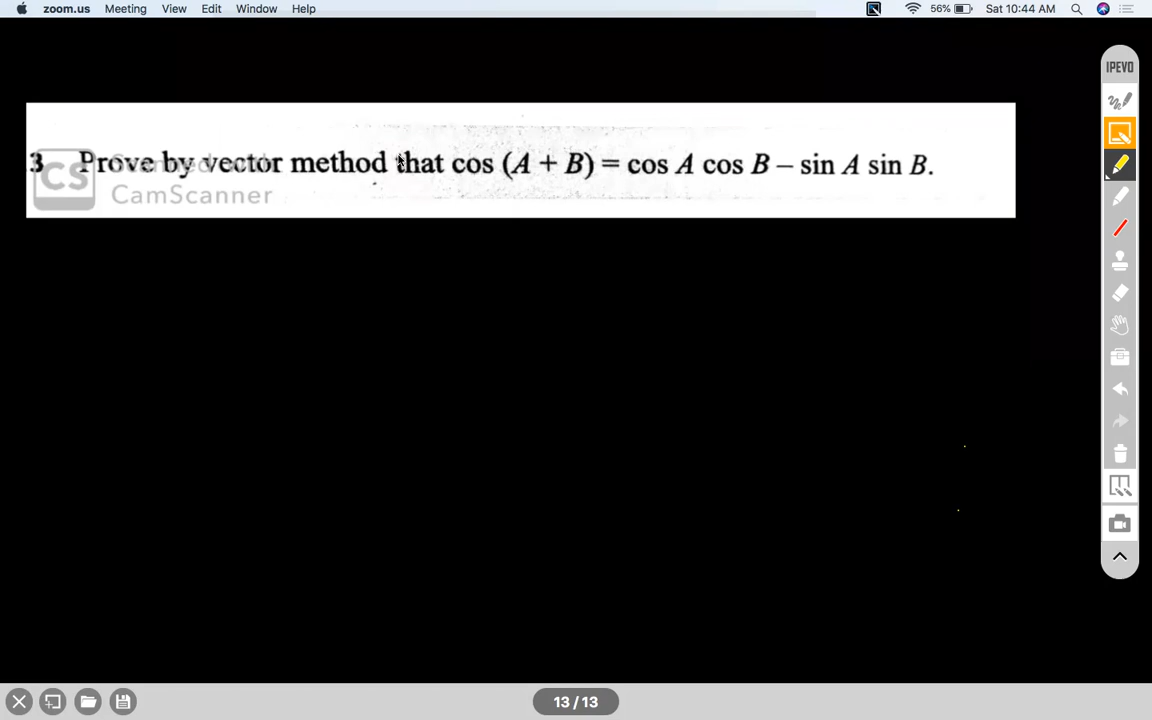 zoom.us Meeting View Edit Window Help 56% Sat 10:44 AM
IPEVO
3 Prove by vector method that cos (A + B) = cos A cos B – sin A sin B.
CS
CamScanner
13 / 13